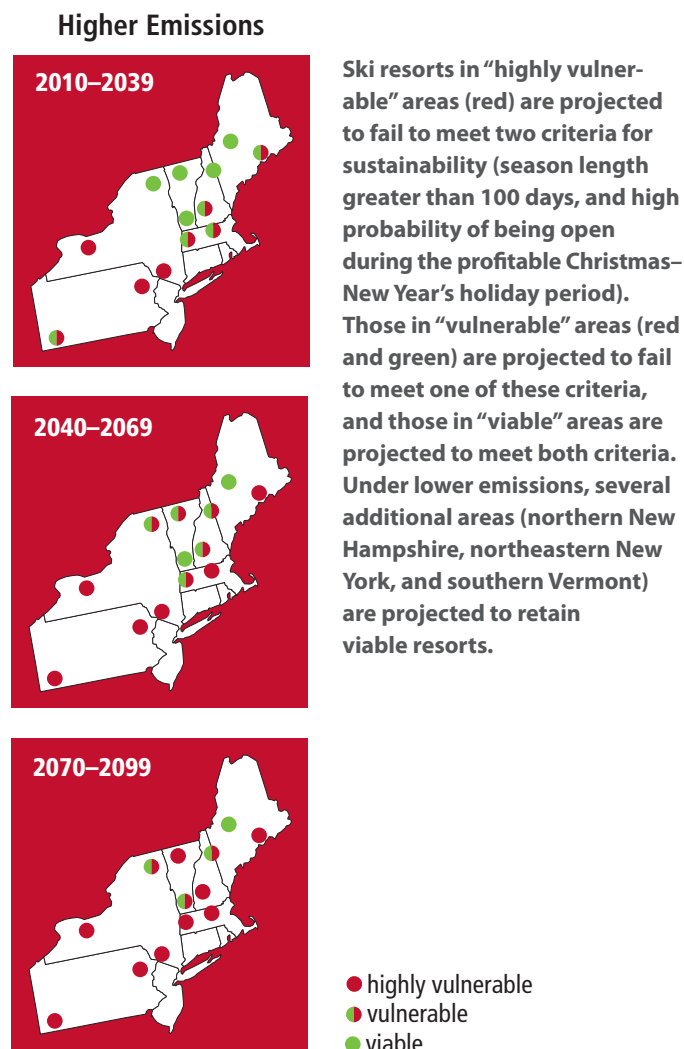 Higher Emissions
2010–2039
Ski resorts in “highly vulner-
able” areas (red) are projected
to fail to meet two criteria for
sustainability (season length
greater than 100 days, and high
probability of being open
during the profitable Christmas–
New Year’s holiday period).
Those in “vulnerable” areas (red
and green) are projected to fail
to meet one of these criteria,
and those in “viable” areas are
projected to meet both criteria.
Under lower emissions, several
additional areas (northern New
Hampshire, northeastern New
York, and southern Vermont)
are projected to retain
viable resorts.
2040–2069
2070–2099
highly vulnerable
vulnerable
viable